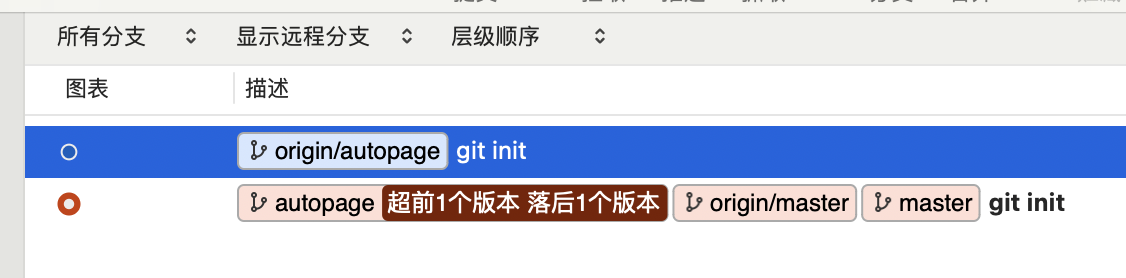 所有分支 显示远程分支 层级顺序
图表 描述
origin/autopage git init
autopage 超前1个版本 落后1个版本 origin/master master git init